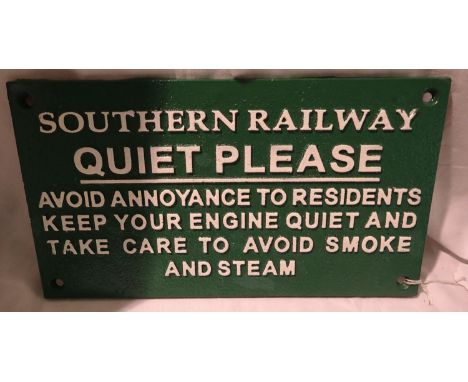 SOUTHERN RAILWAY
QUIET PLEASE
AVOID ANNOYANCE TO RESIDENTS
KEEP YOUR ENGINE QUIET AND
TAKE CARE TO AVOID SMOKE
AND STEAM